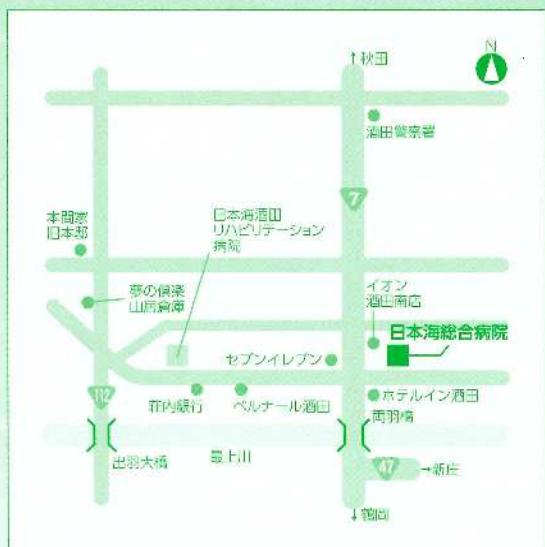 ↑秋田
N
酒田警察署
7
本間家
旧本邸
日本海酒田
リハビリテーション
病院
夢の倶楽
山居倉庫
イオン
酒田南店
日本海総合病院
セブンイレブン
112
荘内銀行
ベルナール酒田
ホテルイン酒田
両羽橋
出羽大橋
最上川
47
→新庄
↓鶴岡